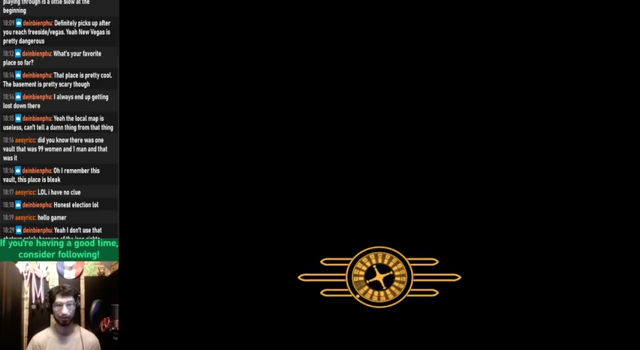 playing through is a little slow at the
beginning
18:09 deinbienphu: Definitely picks up after
you reach freeside/vegas. Yeah New Vegas is
pretty dangerous
18:12 deinbienphu: What's your favorite
place so far?
18:14 deinbienphu: That place is pretty cool.
The basement is pretty scary though
18:14 deinbienphu: I always end up getting
lost down there
18:15 deinbienphu: Yeah the local map is
useless, can't tell a damn thing from that thing
18:16 aesyricc: did you know there was one
vault that was 99 women and 1 man and that
was it
18:16 deinbienphu: Oh I remember this
vault, this place is bleak
18:17 aesyricc: LOL i have no clue
18:18 deinbienphu: Honest election lol
18:19 aesyricc: hello gamer
18:29 deinbienphu: Yeah I don't use that
If you're having a good time,
consider following!